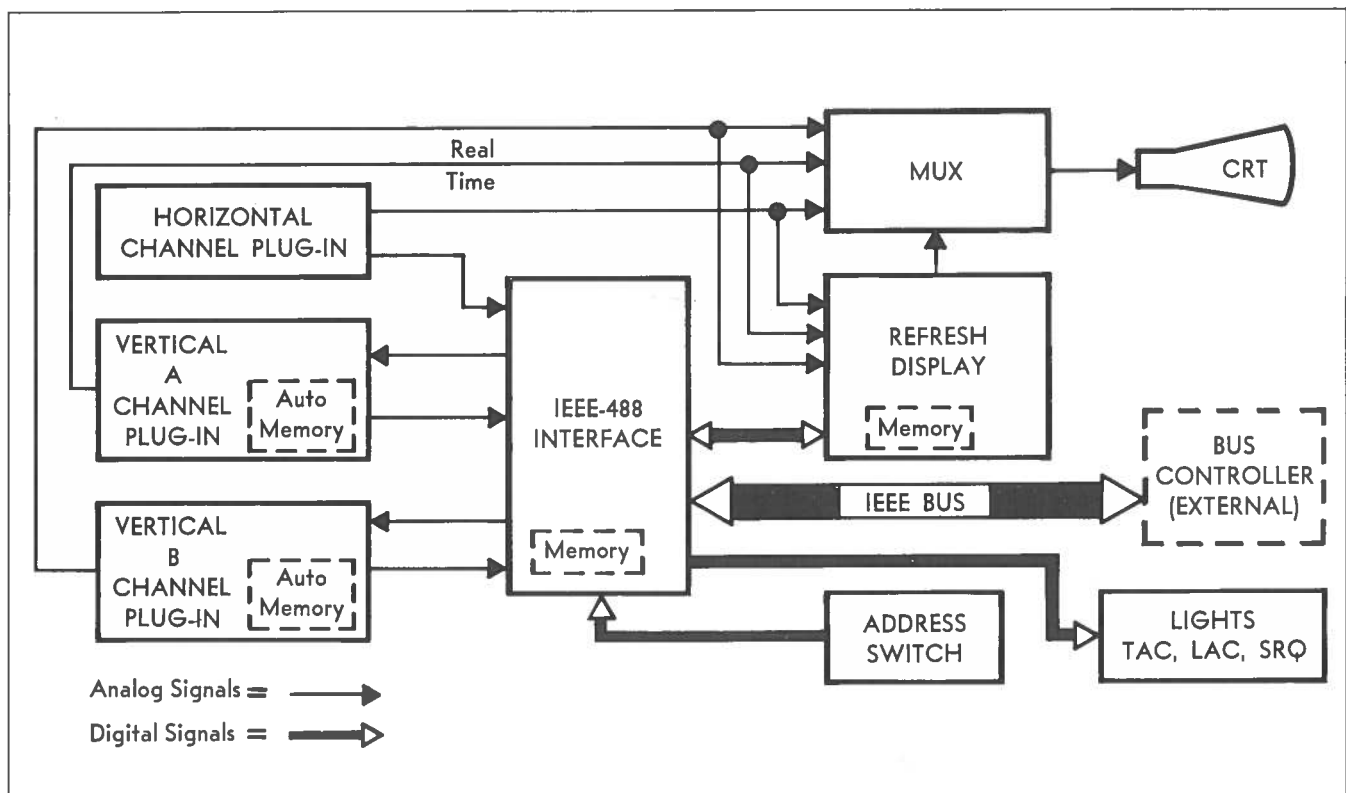 Real
Time
MUX
CRT
HORIZONTAL
CHANNEL PLUG-IN
VERTICAL
A
CHANNEL
PLUG-IN
Auto
Memory
IEEE-488
INTERFACE
Memory
REFRESH
DISPLAY
Memory
BUS
CONTROLLER
(EXTERNAL)
IEEE BUS
VERTICAL
B
CHANNEL
PLUG-IN
Auto
Memory
ADDRESS
SWITCH
LIGHTS
TAC, LAC, SRQ
Analog Signals =
Digital Signals =